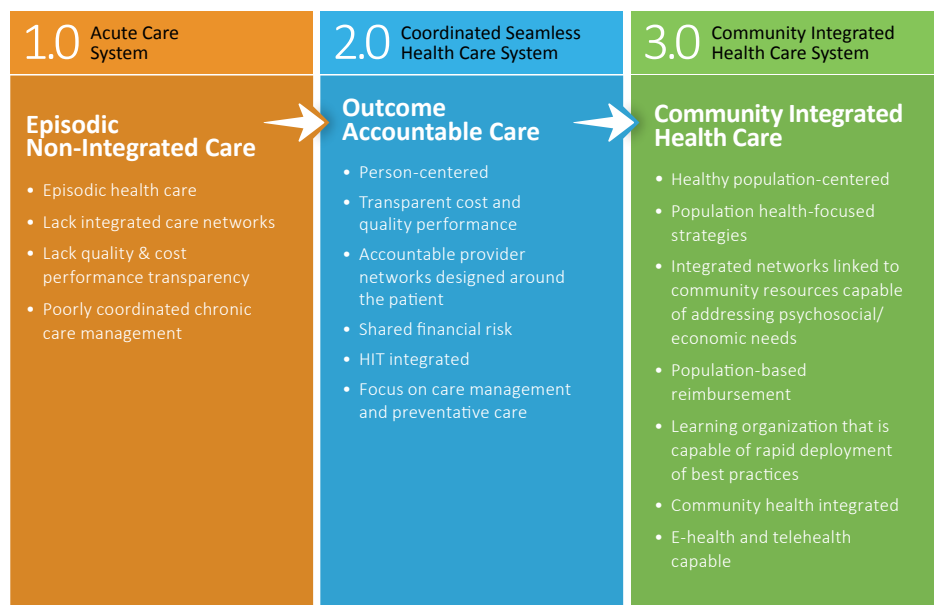 1.0 Acute Care
System
Episodic
Non-Integrated Care
• Episodic health care
• Lack integrated care networks
• Lack quality & cost
performance transparency
• Poorly coordinated chronic
care management
2.0 Coordinated Seamless
Health Care System
Outcome
Accountable Care
• Person-centered
• Transparent cost and
quality performance
• Accountable provider
networks designed around
the patient
• Shared financial risk
• HIT integrated
• Focus on care management
and preventative care
3.0 Community Integrated
Health Care System
Community Integrated
Health Care
• Healthy population-centered
• Population health-focused
strategies
• Integrated networks linked to
community resources capable
of addressing psychosocial/
economic needs
• Population-based
reimbursement
• Learning organization that is
capable of rapid deployment
of best practices
• Community health integrated
• E-health and telehealth
capable